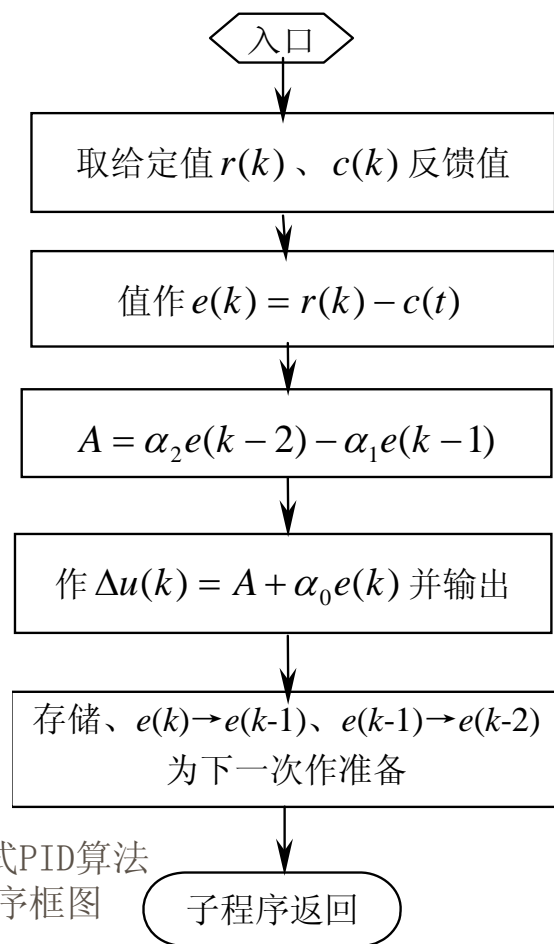 入口
取给定值 r(k) 、 c(k) 反馈值
值作 e(k) = r(k) − c(t)
A = α₂e(k − 2) − α₁e(k − 1)
作 Δu(k) = A + α₀e(k) 并输出
存储、e(k)→e(k-1)、e(k-1)→e(k-2)
为下一次作准备
式PID算法
序框图
子程序返回